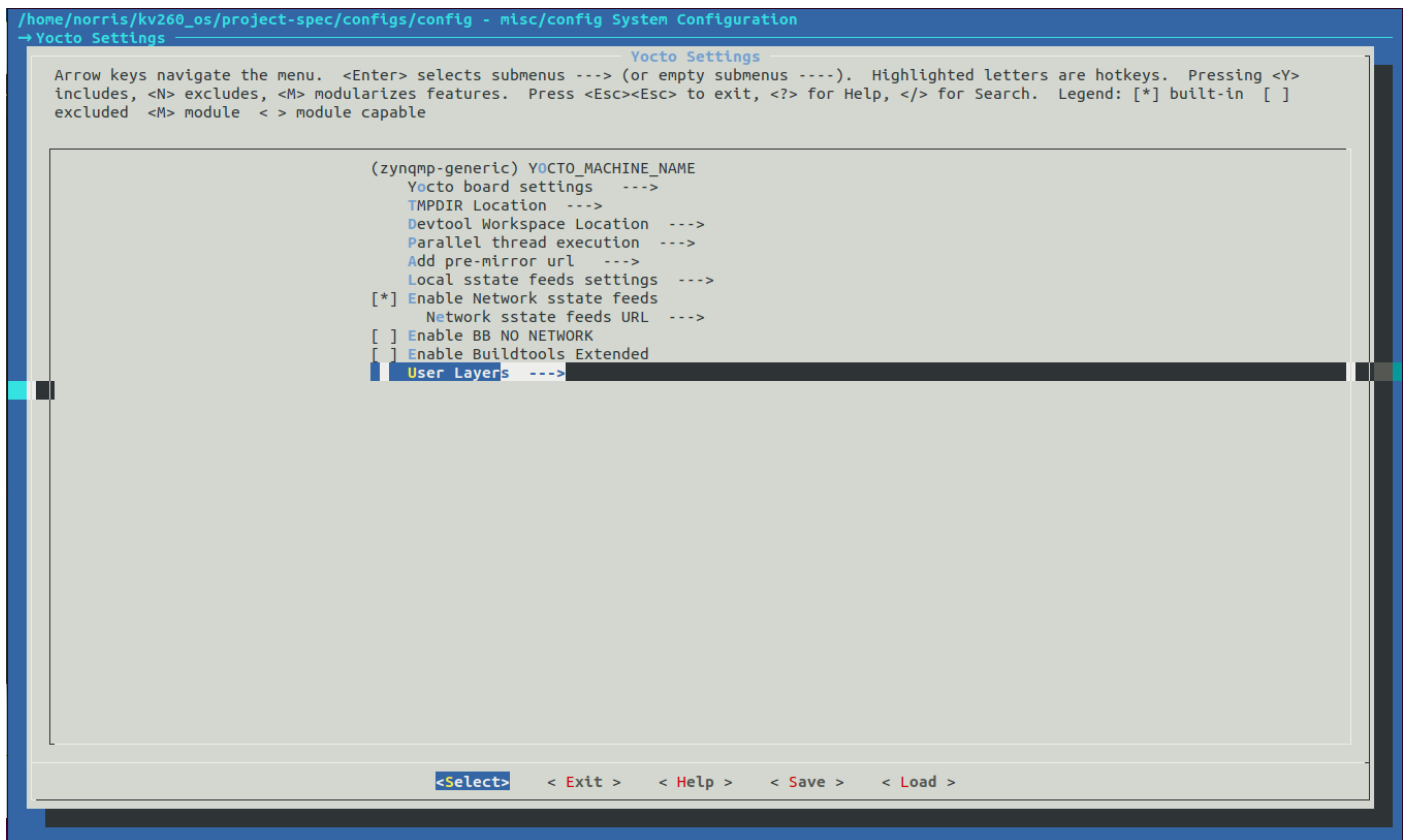 /home/norris/kv260_os/project-spec/configs/config - misc/config System Configuration
→ Yocto Settings
Yocto Settings
Arrow keys navigate the menu.  <Enter> selects submenus ---> (or empty submenus ----).  Highlighted letters are hotkeys.  Pressing <Y>
includes, <N> excludes, <M> modularizes features.  Press <Esc><Esc> to exit, <?> for Help, </> for Search.  Legend: [*] built-in  [ ]
excluded  <M> module  < > module capable
(zynqmp-generic) YOCTO_MACHINE_NAME
Yocto board settings   --->
TMPDIR Location  --->
Devtool Workspace Location  --->
Parallel thread execution  --->
Add pre-mirror url   --->
Local sstate feeds settings  --->
[*] Enable Network sstate feeds
Network sstate feeds URL  --->
[ ] Enable BB NO NETWORK
[ ] Enable Buildtools Extended
User Layers  --->
<Select>    < Exit >    < Help >    < Save >    < Load >